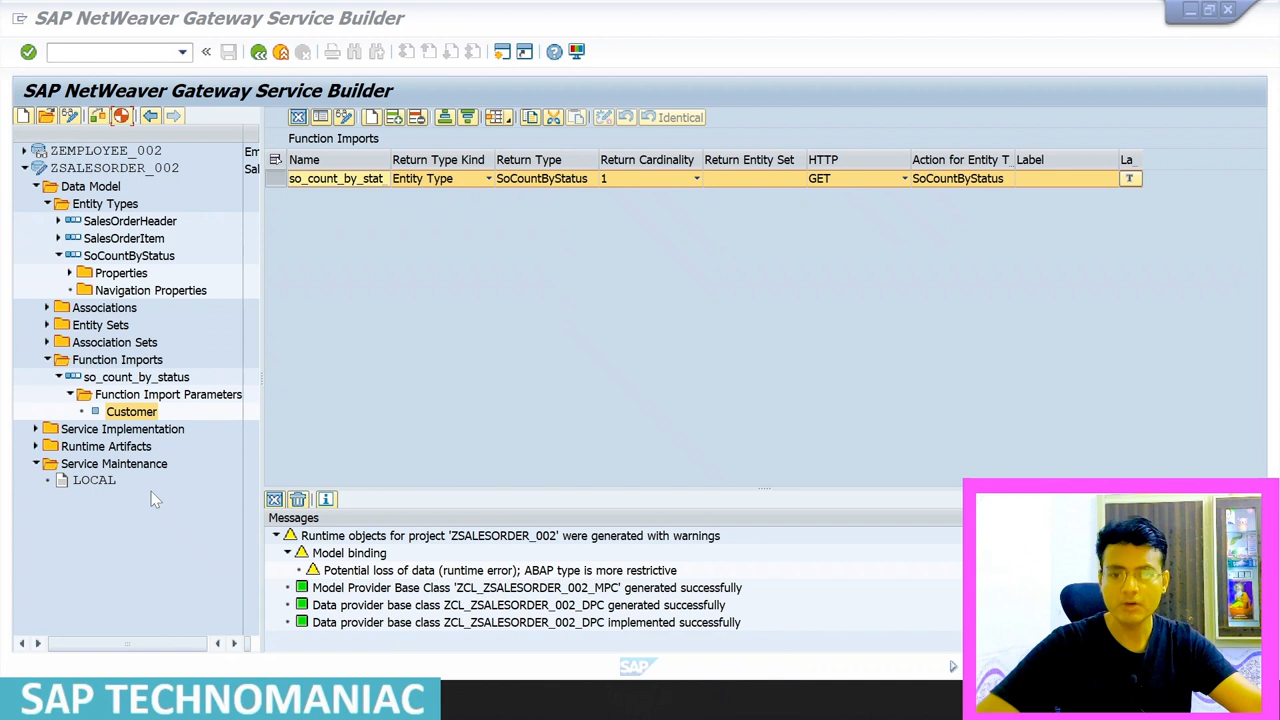 SAP NetWeaver Gateway Service Builder
SAP NetWeaver Gateway Service Builder
Identical
Function Imports
Name Return Type Kind Return Type Return Cardinality Return Entity Set HTTP Action for Entity T.. Label La
so_count_by_stat Entity Type SoCountByStatus 1 GET SoCountByStatus
ZEMPLOYEE_002 Em
ZSALESORDER_002 Sal
Data Model
Entity Types
SalesOrderHeader
SalesOrderItem
SoCountByStatus
Properties
Navigation Properties
Associations
Entity Sets
Association Sets
Function Imports
so_count_by_status
Function Import Parameters
Customer
Service Implementation
Runtime Artifacts
Service Maintenance
LOCAL
Messages
Runtime objects for project 'ZSALESORDER_002' were generated with warnings
Model binding
Potential loss of data (runtime error); ABAP type is more restrictive
Model Provider Base Class 'ZCL_ZSALESORDER_002_MPC' generated successfully
Data provider base class ZCL_ZSALESORDER_002_DPC generated successfully
Data provider base class ZCL_ZSALESORDER_002_DPC implemented successfully
SAP
SAP TECHNOMANIAC